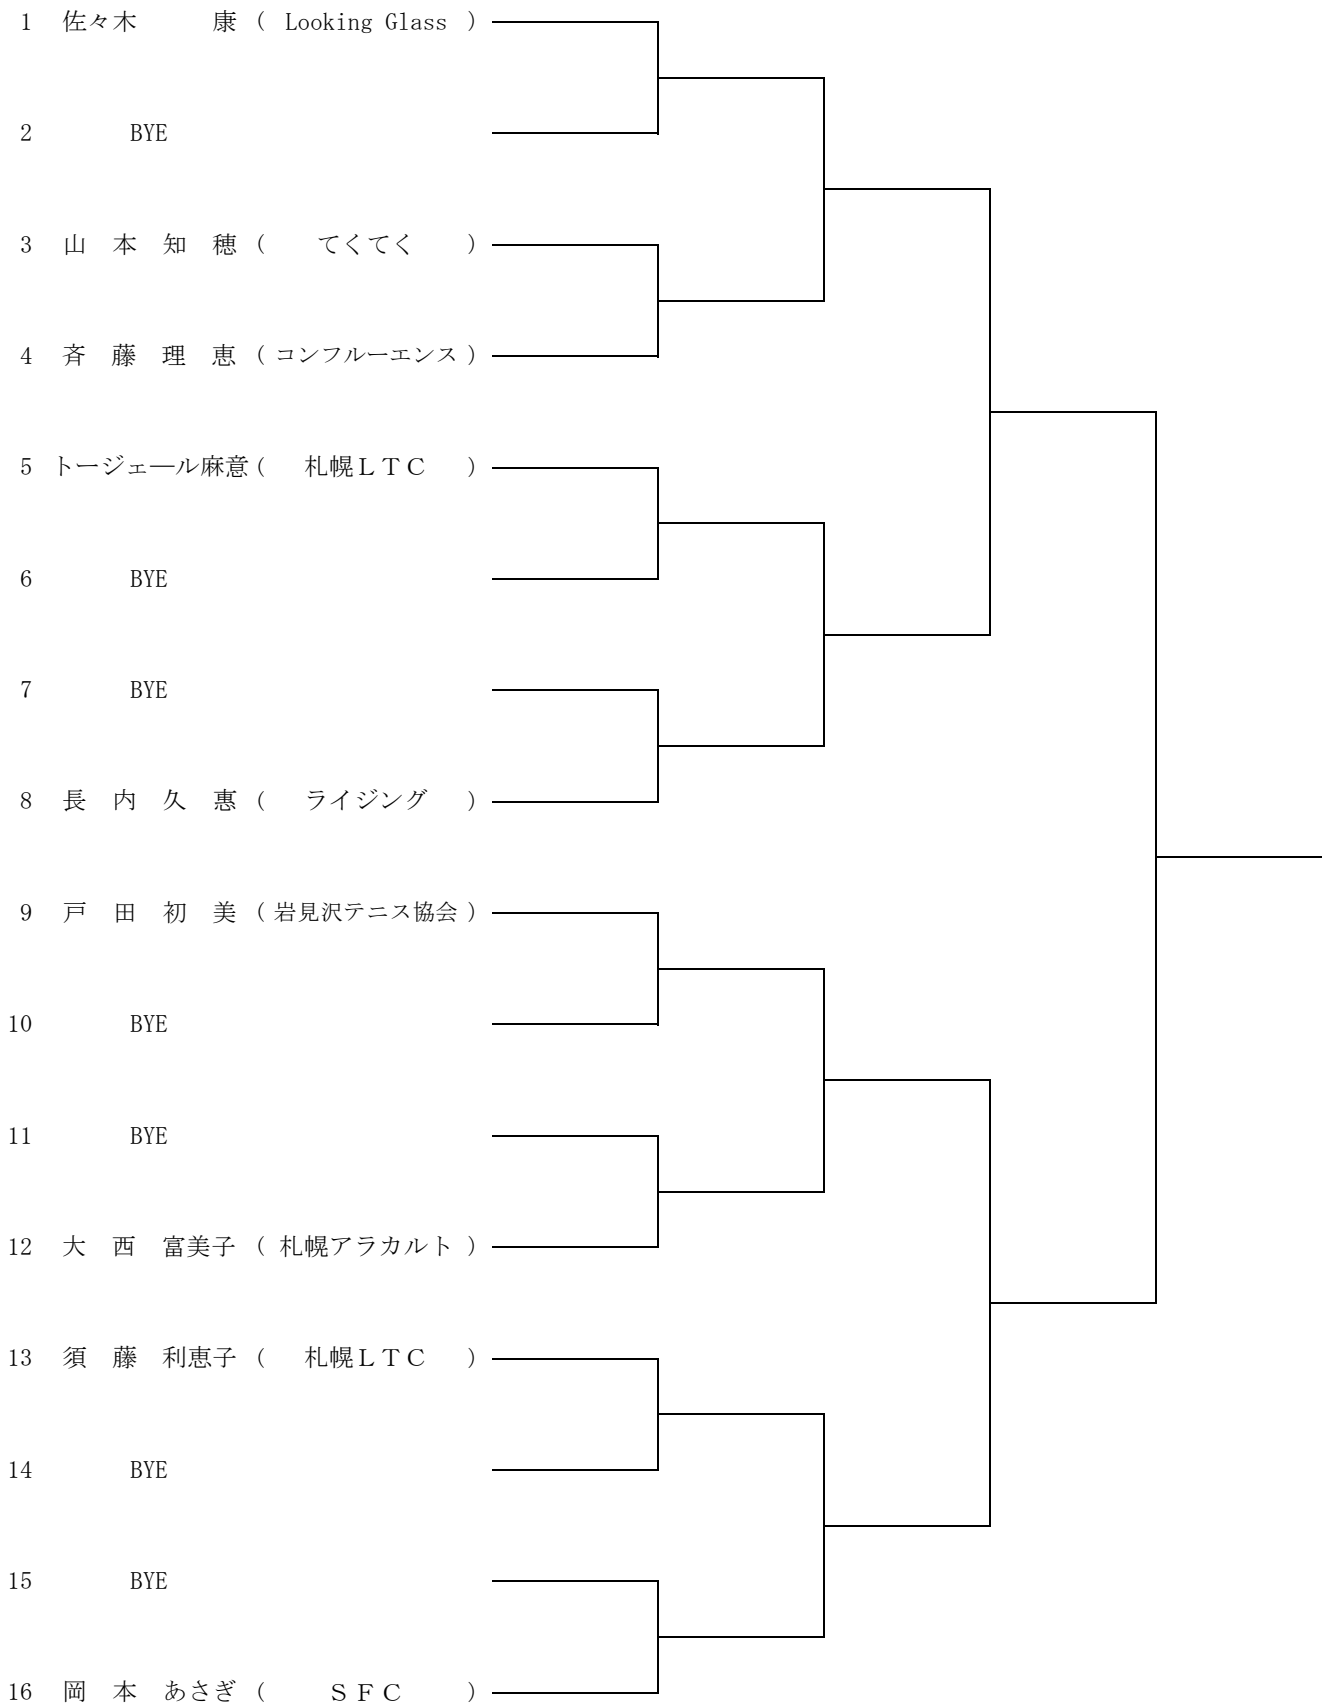 1 佐々木 康 ( Looking Glass )
2 BYE
3 山 本 知 穂 ( てくてく )
4 斉 藤 理 恵 ( コンフルーエンス )
5 トージェ―ル麻意 ( 札幌ＬＴＣ )
6 BYE
7 BYE
8 長 内 久 惠 ( ライジング )
9 戸 田 初 美 ( 岩見沢テニス協会 )
10 BYE
11 BYE
12 大 西 富美子 ( 札幌アラカルト )
13 須 藤 利恵子 ( 札幌ＬＴＣ )
14 BYE
15 BYE
16 岡 本 あさぎ ( ＳＦＣ )